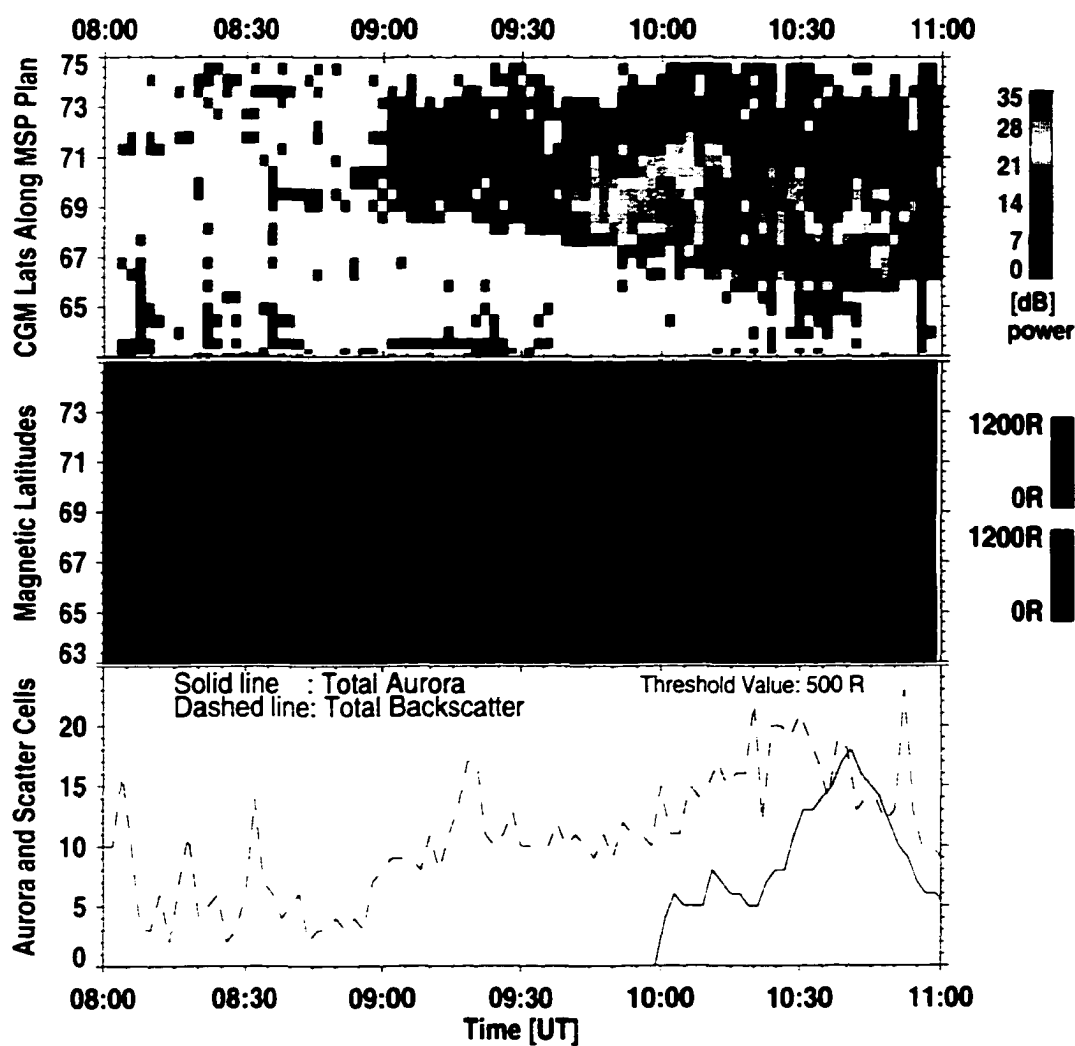 08:00 08:30 09:00 09:30 10:00 10:30 11:00
CGM Lats Along MSP Plan
75
73
71
69
67
65
35
28
21
14
7
0
[dB]
power
Magnetic Latitudes
73
71
69
67
65
63
1200R
0R
1200R
0R
Aurora and Scatter Cells
Solid line : Total Aurora
Dashed line: Total Backscatter
Threshold Value: 500 R
20
15
10
5
0
08:00 08:30 09:00 09:30 10:00 10:30 11:00
Time [UT]